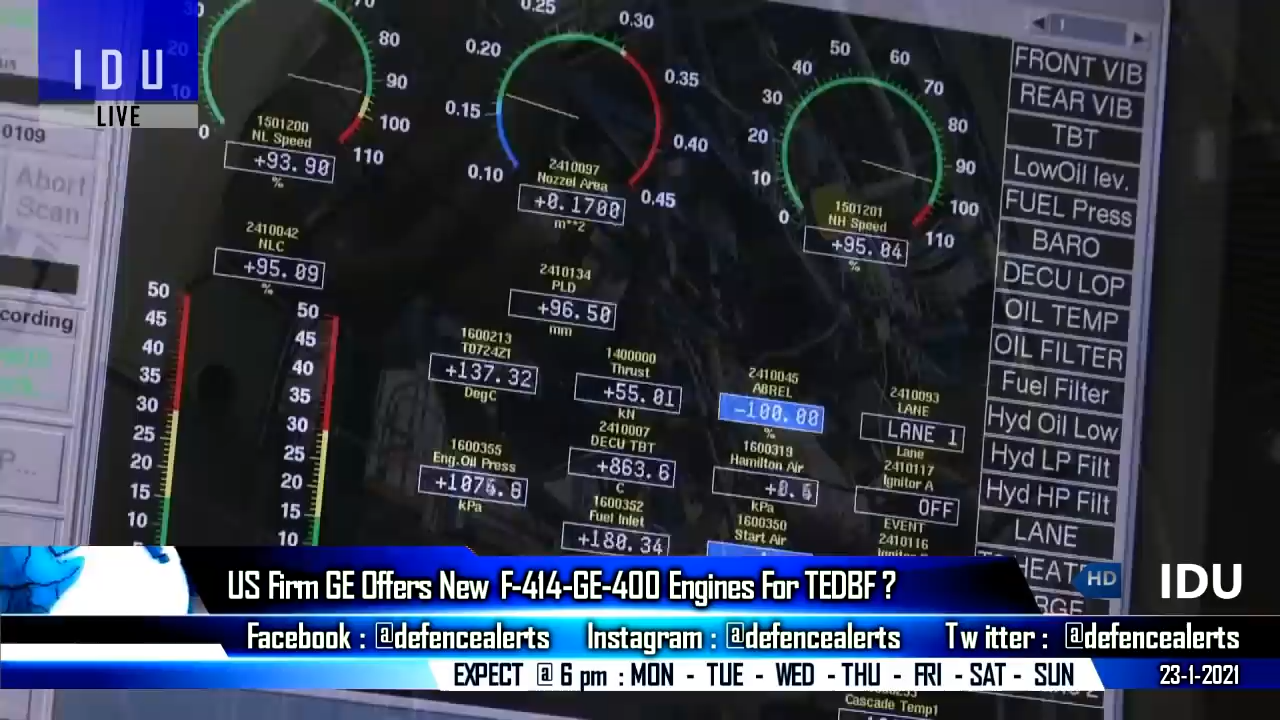 IDU
LIVE
-0109
Abort
Scan
cording
P...
30
20
10
0
70
80
90
100
110
1501200
NL Speed
+93.90
%
0.10
0.15
0.20
0.25
0.30
0.35
0.40
0.45
2410097
Nozzel Area
+0.1700
m**2
0
10
20
30
40
50
60
70
80
90
100
110
1501201
NH Speed
+95.04
%
2410042
NLC
+95.09
%
2410134
PLD
+96.50
mm
50
45
40
35
30
25
20
15
10
50
45
40
35
30
25
20
15
10
1600213
T0724Z1
+137.32
DegC
1400000
Thrust
+55.01
kN
2410045
ABREL
-100.00
%
2410093
LANE
LANE 1
Lane
1600355
Eng.Oil Press
kPa
2410007
DECU TBT
+863.6
C
1600319
Hamilton Air
kPa
2410117
Ignitor A
OFF
EVENT
2410116
1600352
Fuel Inlet
+180.34
1600350
Start Air
FRONT VIB
REAR VIB
TBT
LowOil lev.
FUEL Press
BARO
DECU LOP
OIL TEMP
OIL FILTER
Fuel Filter
Hyd Oil Low
Hyd LP Filt
Hyd HP Filt
LANE
HD
IDU
US Firm GE Offers New F-414-GE-400 Engines For TEDBF ?
Facebook : @defencealerts Instagram : @defencealerts Twitter : @defencealerts
EXPECT @ 6 pm : MON - TUE - WED - THU - FRI - SAT - SUN 23-1-2021
Cascade Temp1